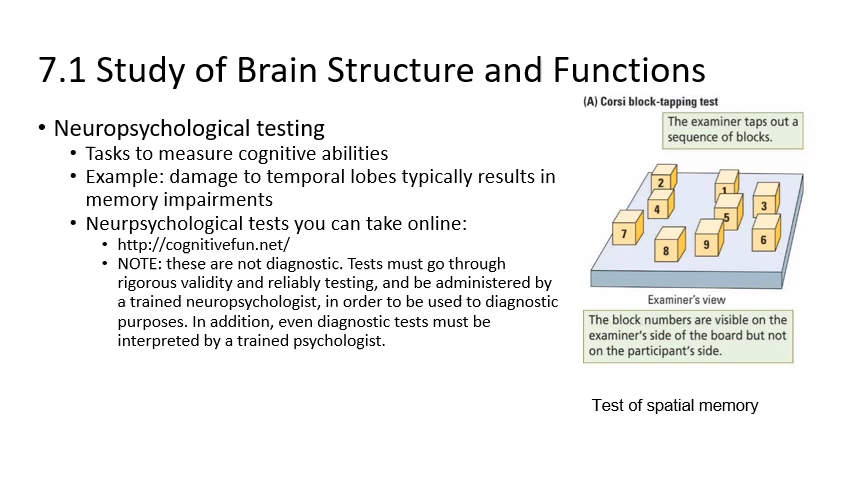 7.1 Study of Brain Structure and Functions
• Neuropsychological testing
• Tasks to measure cognitive abilities
• Example: damage to temporal lobes typically results in
memory impairments
• Neurpsychological tests you can take online:
• http://cognitivefun.net/
• NOTE: these are not diagnostic. Tests must go through
rigorous validity and reliably testing, and be administered by
a trained neuropsychologist, in order to be used to diagnostic
purposes. In addition, even diagnostic tests must be
interpreted by a trained psychologist.
(A) Corsi block-tapping test
The examiner taps out a
sequence of blocks.
2
1
4
3
5
7
6
9
8
Examiner's view
The block numbers are visible on the
examiner's side of the board but not
on the participant's side.
Test of spatial memory